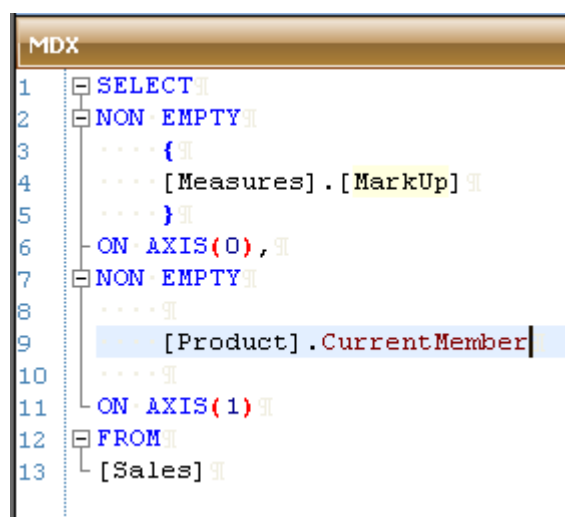 MDX
1 SELECT
2 NON EMPTY
3 {
4 [Measures].[MarkUp]
5 }
6 ON AXIS(0),
7 NON EMPTY
8
9 [Product].CurrentMember
10
11 ON AXIS(1)
12 FROM
13 [Sales]